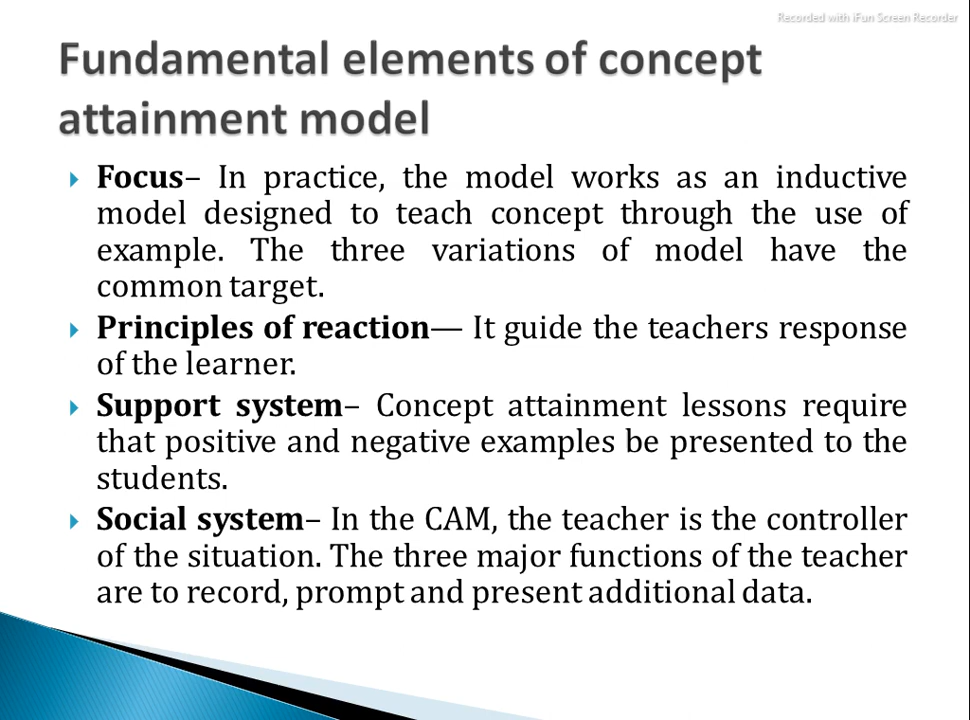 Recorded with iFun Screen Recorder
Fundamental elements of concept
attainment model
Focus– In practice, the model works as an inductive
model designed to teach concept through the use of
example. The three variations of model have the
common target.
Principles of reaction— It guide the teachers response
of the learner.
Support system– Concept attainment lessons require
that positive and negative examples be presented to the
students.
Social system– In the CAM, the teacher is the controller
of the situation. The three major functions of the teacher
are to record, prompt and present additional data.